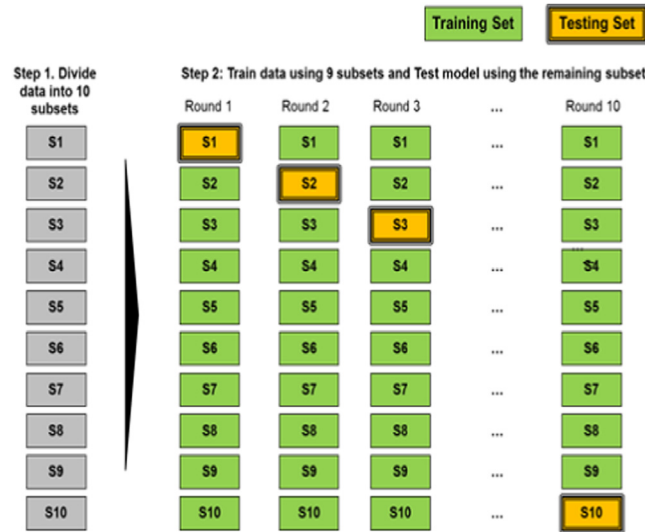 Training Set Testing Set
Step 1. Divide
data into 10
subsets
Step 2: Train data using 9 subsets and Test model using the remaining subset
Round 1 Round 2 Round 3 ... Round 10
S1 S1 S1 S1 ... S1
S2 S2 S2 S2 ... S2
S3 S3 S3 S3 ... S3
...
S4 S4 S4 S4 ... S4
S5 S5 S5 S5 ... S5
S6 S6 S6 S6 ... S6
S7 S7 S7 S7 ... S7
S8 S8 S8 S8 ... S8
S9 S9 S9 S9 ... S9
S10 S10 S10 S10 ... S10